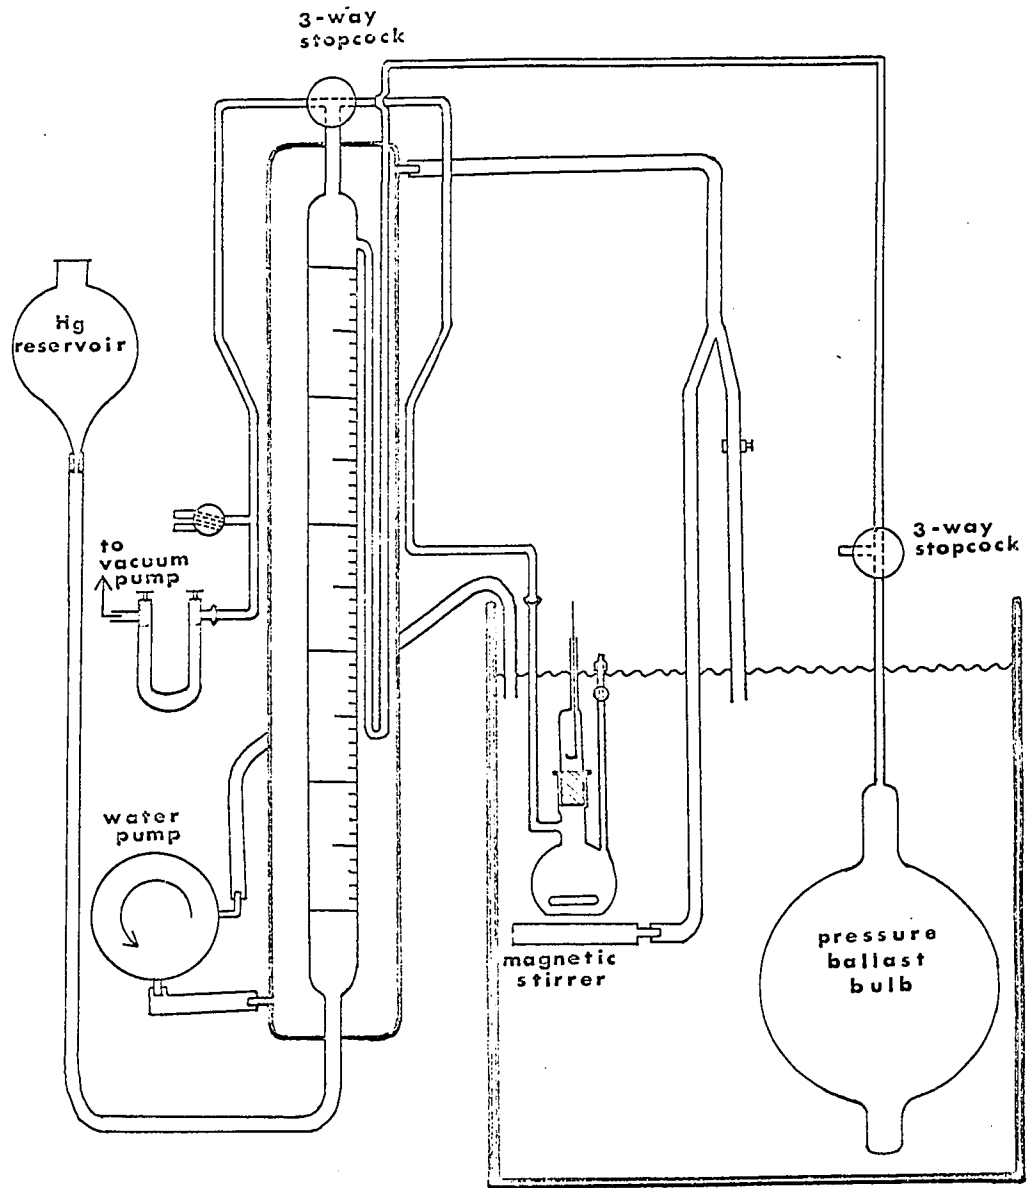 3-way
stopcock
Hg
reservoir
3-way
stopcock
to
vacuum
pump
water
pump
pressure
ballast
bulb
magnetic
stirrer